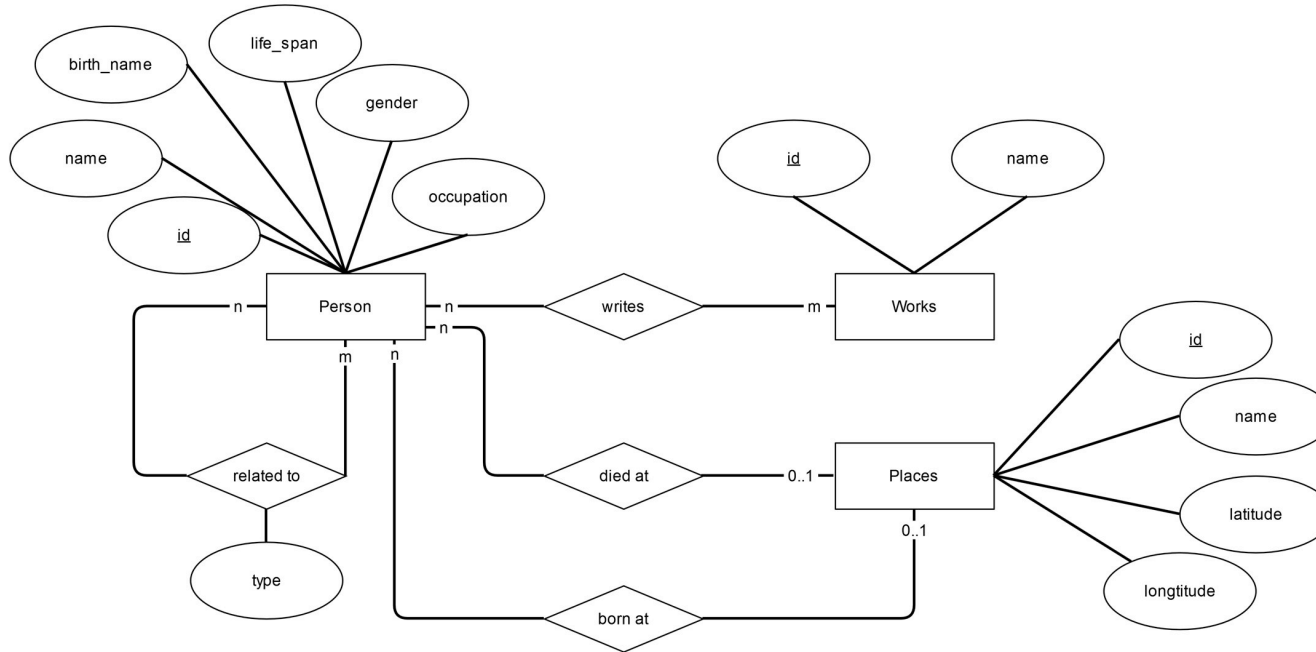 life_span
birth_name
gender
name
id
name
occupation
id
Person
writes
Works
n
n
m
n
m
n
id
name
related to
died at
0..1
Places
latitude
0..1
type
longtitude
born at